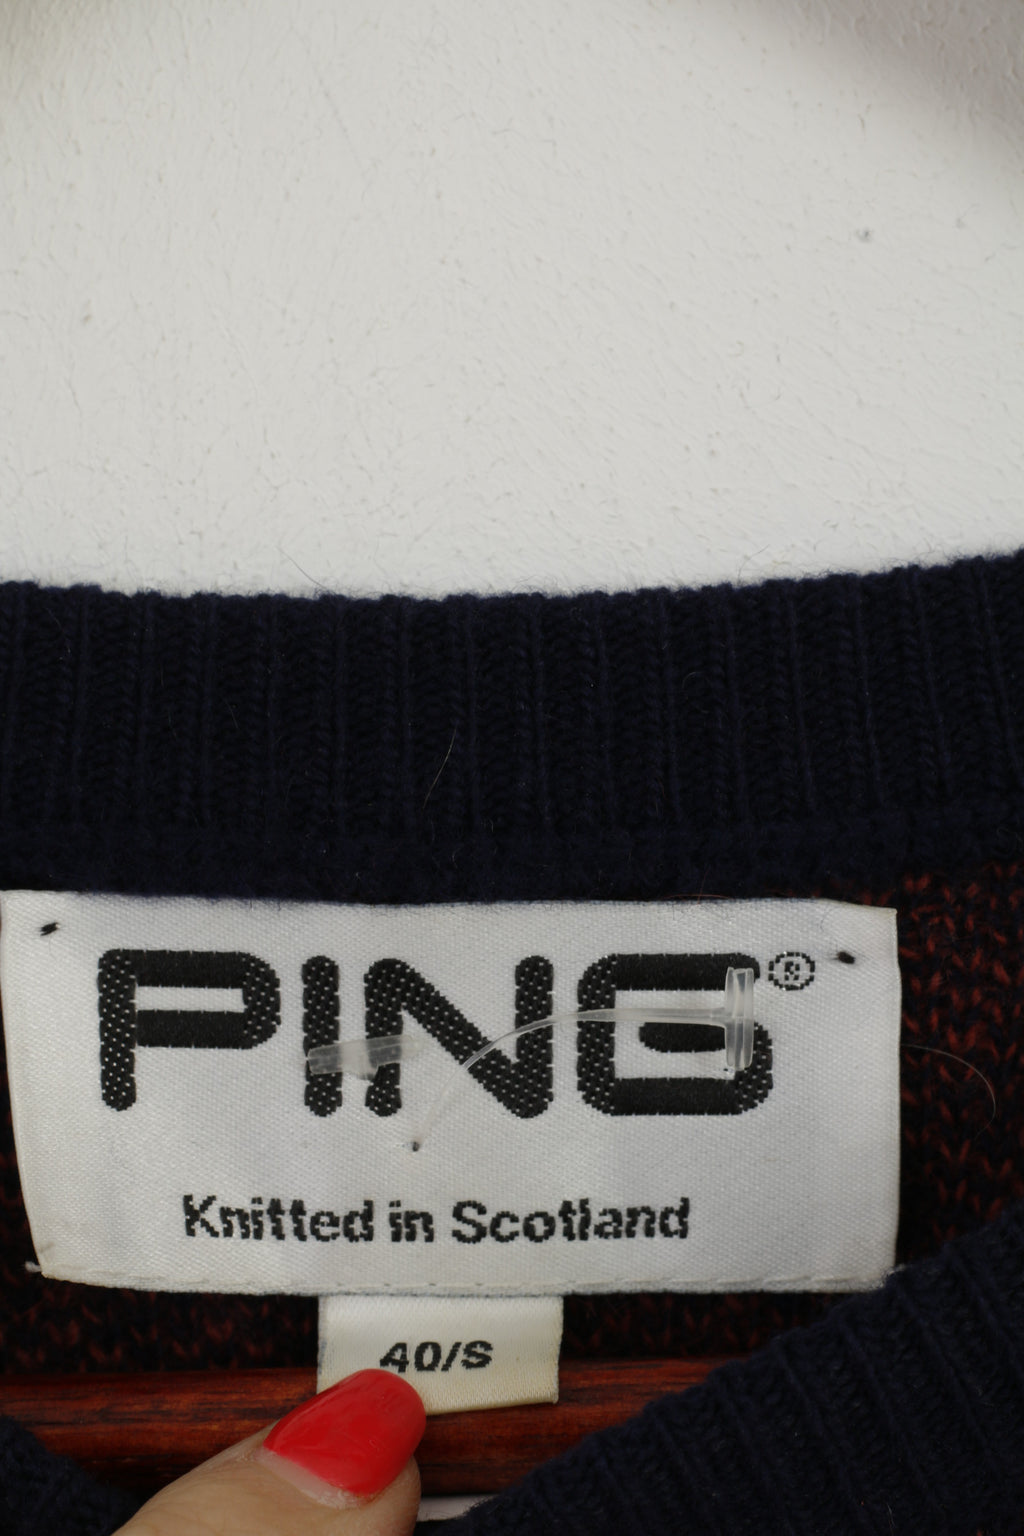 PING®
Knitted in Scotland
40/S